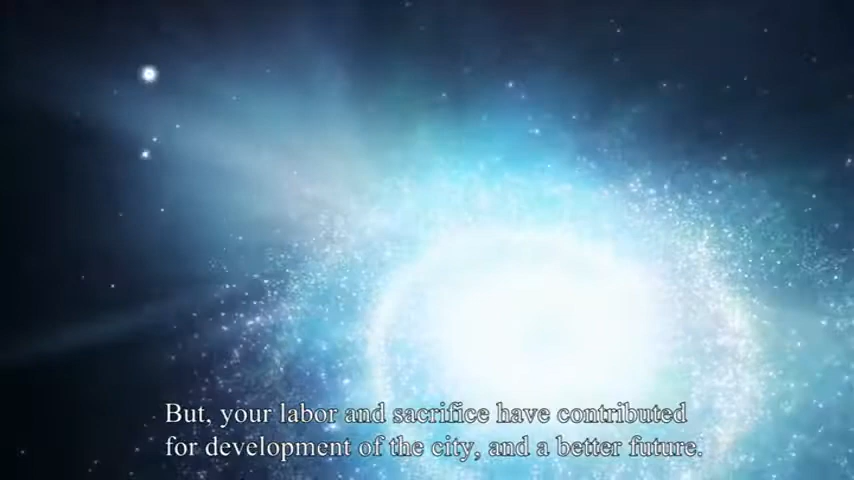 But, your labor and sacrifice have contributed
for development of the city, and a better future.